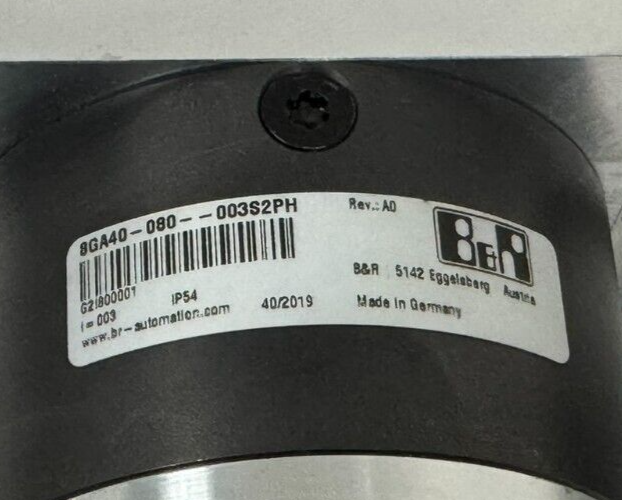 8GA40-080--003S2PH
Rev.: A0
B&R
G21800001
i = 003
IP54
40/2019
www.br-automation.com
B&R | 5142 Eggelsberg Austria
Made in Germany